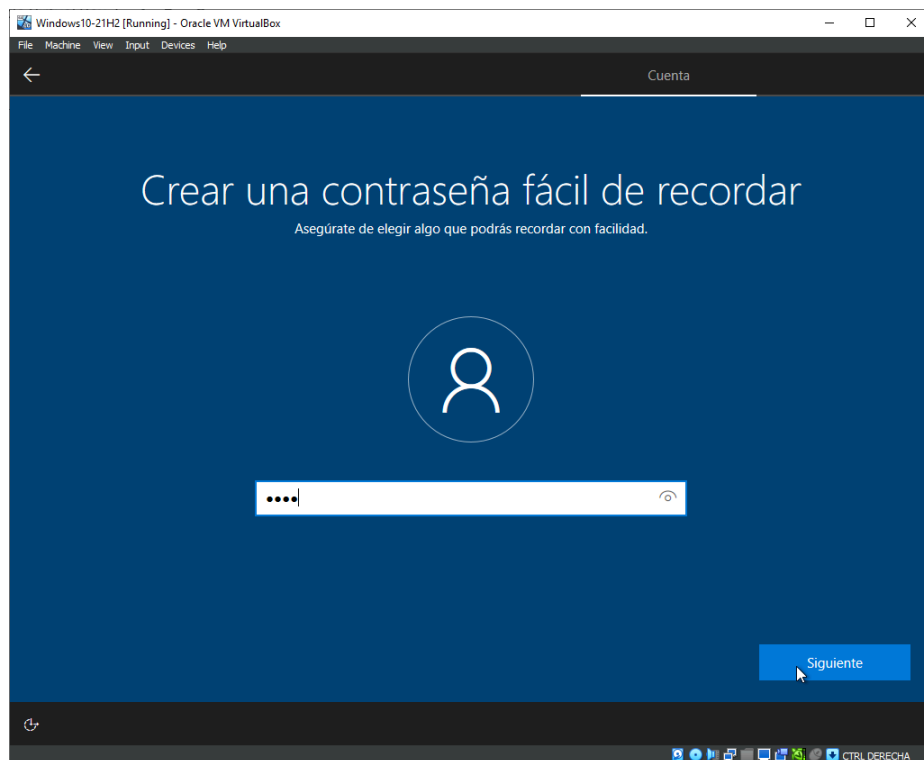 Windows10-21H2 [Running] - Oracle VM VirtualBox
File Machine View Input Devices Help
Cuenta
Crear una contraseña fácil de recordar
Asegúrate de elegir algo que podrás recordar con facilidad.
••••
Siguiente
CTRL DERECHA